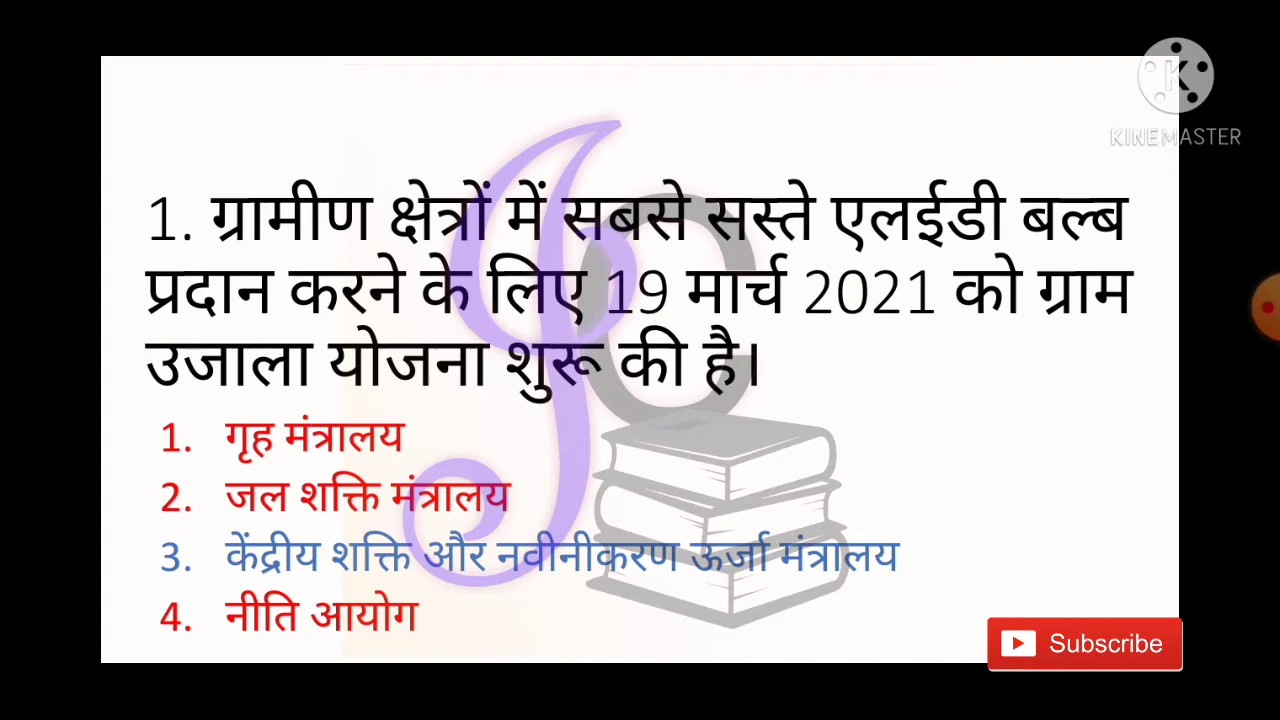 KINEMASTER
1. ग्रामीण क्षेत्रों में सबसे सस्ते एलईडी बल्ब
प्रदान करने के लिए 19 मार्च 2021 को ग्राम
उजाला योजना शुरू की है।
1. गृह मंत्रालय
2. जल शक्ति मंत्रालय
3. केंद्रीय शक्ति और नवीनीकरण ऊर्जा मंत्रालय
4. नीति आयोग
Subscribe